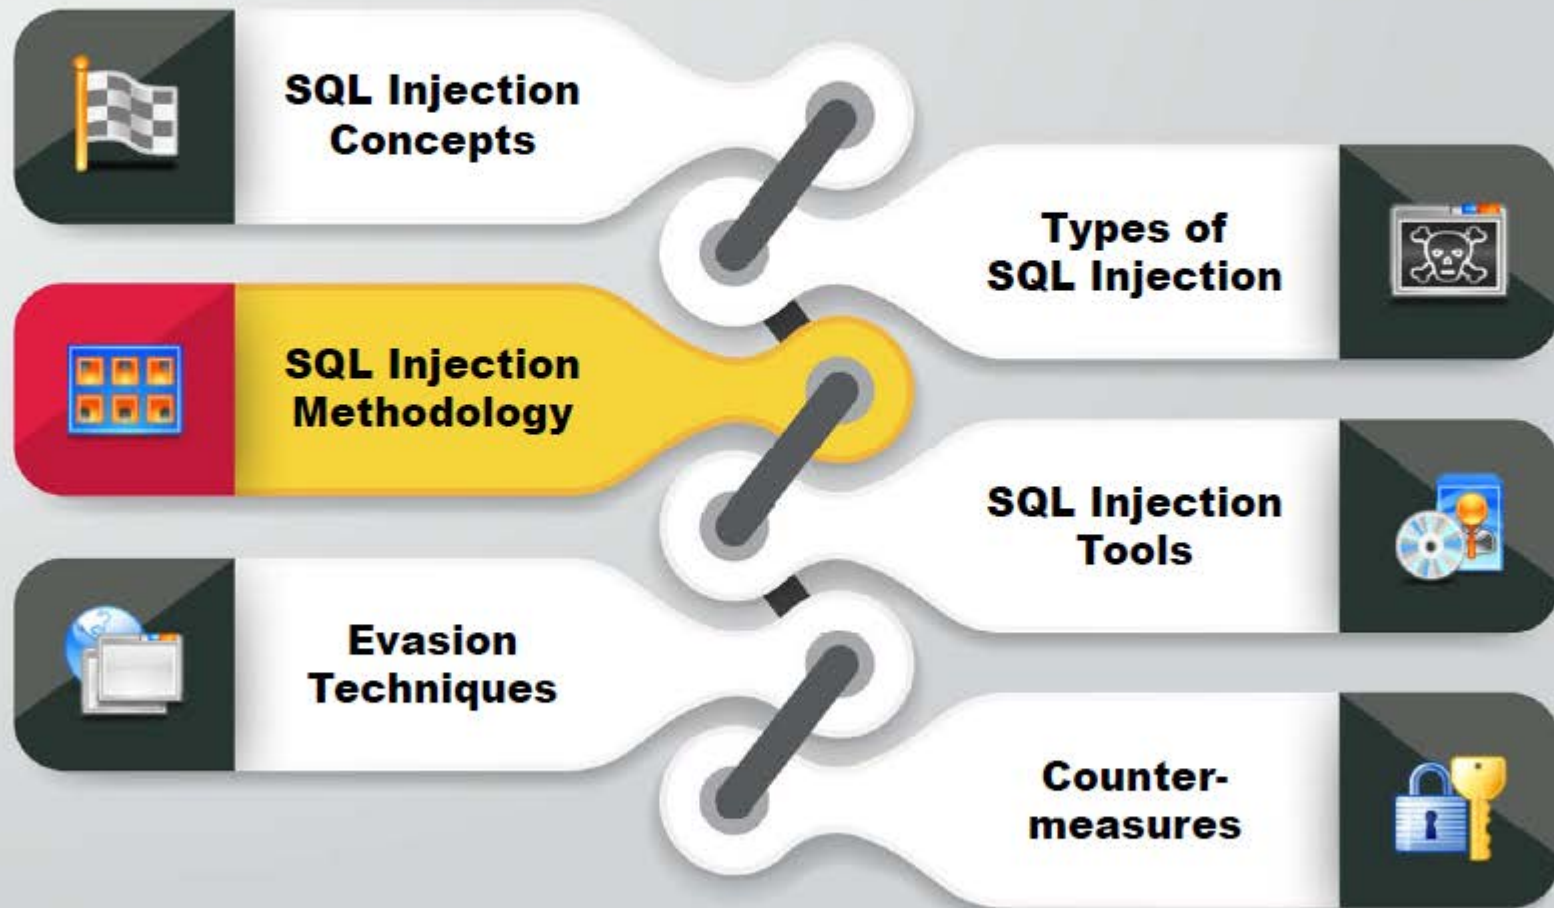 SQL Injection
Concepts
Types of
SQL Injection
SQL Injection
Methodology
SQL Injection
Tools
Evasion
Techniques
Counter-
measures